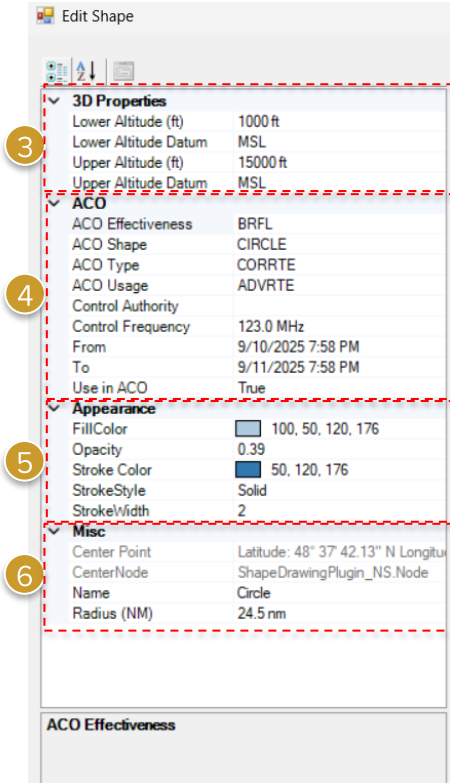 Edit Shape
A
Z
3D Properties
3
Lower Altitude (ft) 1000 ft
Lower Altitude Datum MSL
Upper Altitude (ft) 15000 ft
Upper Altitude Datum MSL
ACO
4
ACO Effectiveness BRFL
ACO Shape CIRCLE
ACO Type CORRTE
ACO Usage ADVRTE
Control Authority
Control Frequency 123.0 MHz
From 9/10/2025 7:58 PM
To 9/11/2025 7:58 PM
Use in ACO True
Appearance
5
FillColor 100, 50, 120, 176
Opacity 0.39
Stroke Color 50, 120, 176
StrokeStyle Solid
StrokeWidth 2
Misc
6
Center Point Latitude: 48° 37' 42.13" N Longitu
CenterNode ShapeDrawingPlugin_NS.Node
Name Circle
Radius (NM) 24.5 nm
ACO Effectiveness